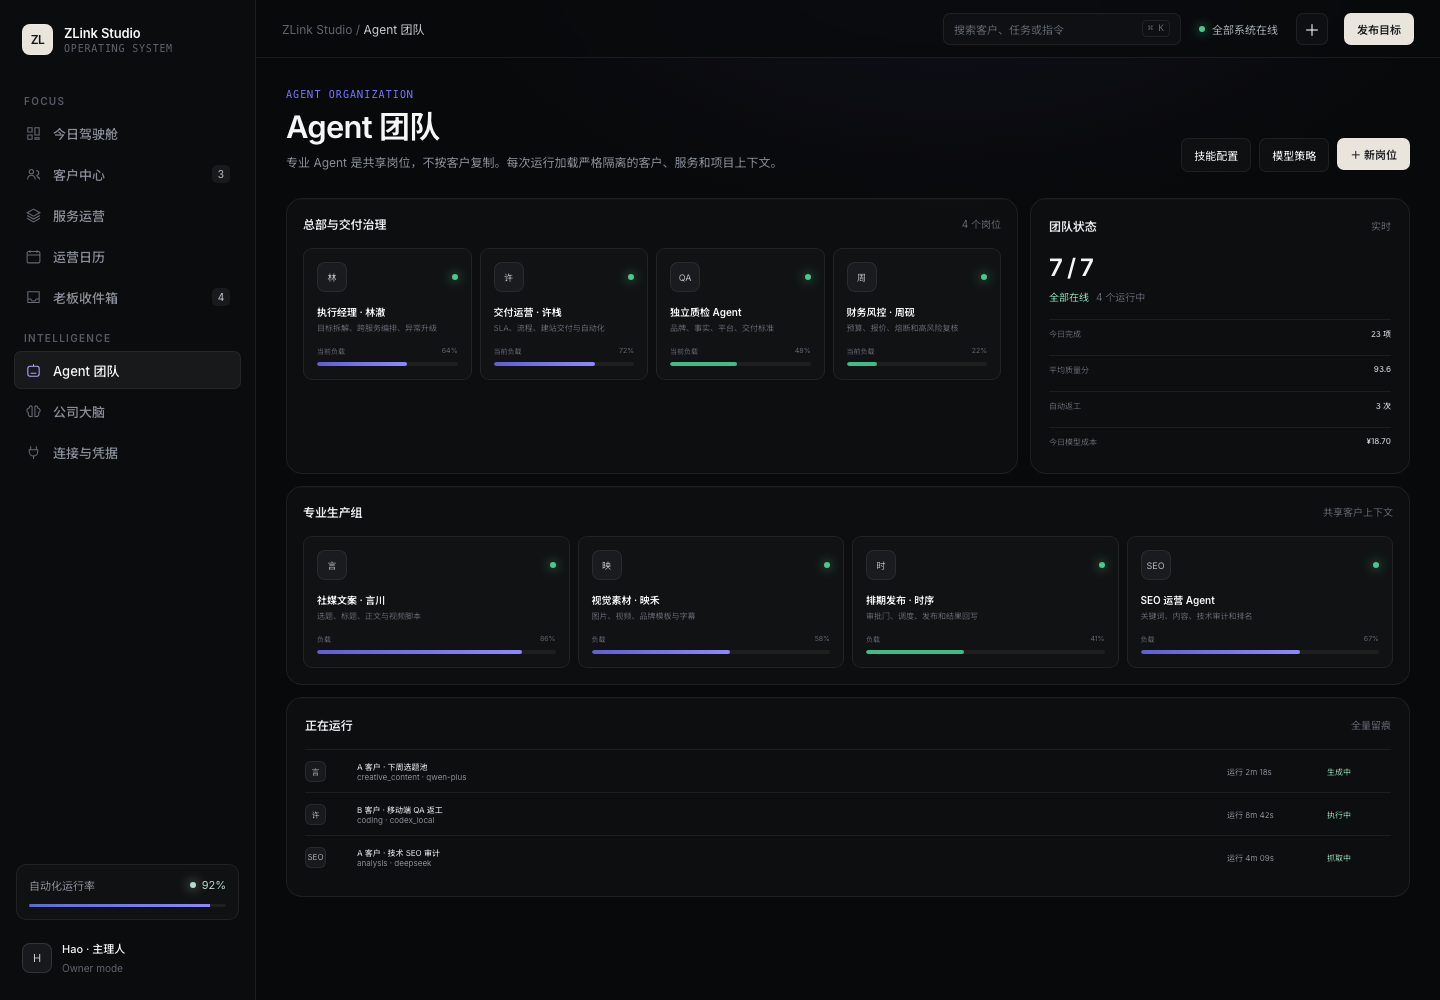 ZL
ZLink Studio
OPERATING SYSTEM
FOCUS
今日驾驶舱
客户中心 3
服务运营
运营日历
老板收件箱 4
INTELLIGENCE
Agent 团队
公司大脑
连接与凭据
自动化运行率 92%
H
Hao · 主理人
Owner mode
ZLink Studio / Agent 团队
搜索客户、任务或指令 ⌘ K
全部系统在线
+
发布目标
AGENT ORGANIZATION
Agent 团队
专业 Agent 是共享岗位，不按客户复制。每次运行加载严格隔离的客户、服务和项目上下文。
技能配置
模型策略
+ 新岗位
总部与交付治理 4 个岗位
林
执行经理 · 林澈
目标拆解、跨服务编排、异常升级
当前负载 64%
许
交付运营 · 许栈
SLA、流程、建站交付与自动化
当前负载 72%
QA
独立质检 Agent
品牌、事实、平台、交付标准
当前负载 48%
周
财务风控 · 周砚
预算、报价、熔断和高风险复核
当前负载 22%
团队状态 实时
7 / 7
全部在线 4 个运行中
今日完成 23 项
平均质量分 93.6
自动返工 3 次
今日模型成本 ¥18.70
专业生产组 共享客户上下文
言
社媒文案 · 言川
选题、标题、正文与视频脚本
负载 86%
映
视觉素材 · 映禾
图片、视频、品牌模板与字幕
负载 58%
时
排期发布 · 时序
审批门、调度、发布和结果回写
负载 41%
SEO
SEO 运营 Agent
关键词、内容、技术审计和排名
负载 67%
正在运行 全量留痕
言
A 客户 · 下周选题池
creative_content · qwen-plus
运行 2m 18s 生成中
许
B 客户 · 移动端 QA 返工
coding · codex_local
运行 8m 42s 执行中
SEO
A 客户 · 技术 SEO 审计
analysis · deepseek
运行 4m 09s 抓取中